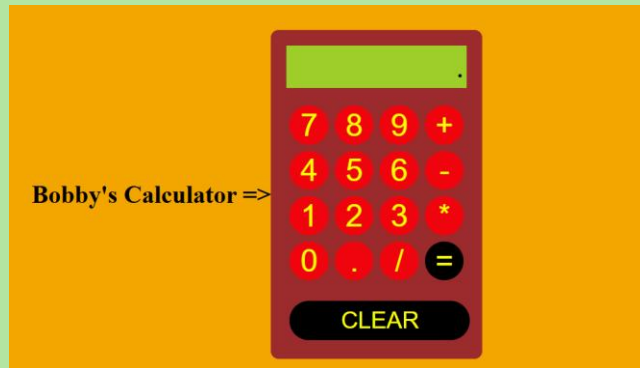 .
7 8 9 +
4 5 6 -
Bobby's Calculator =>
1 2 3 *
0 . / =
CLEAR